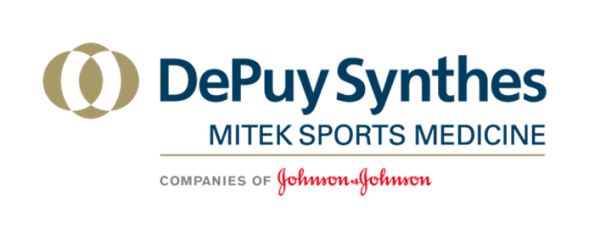 DePuy Synthes
MITEK SPORTS MEDICINE
COMPANIES OF Johnson&Johnson